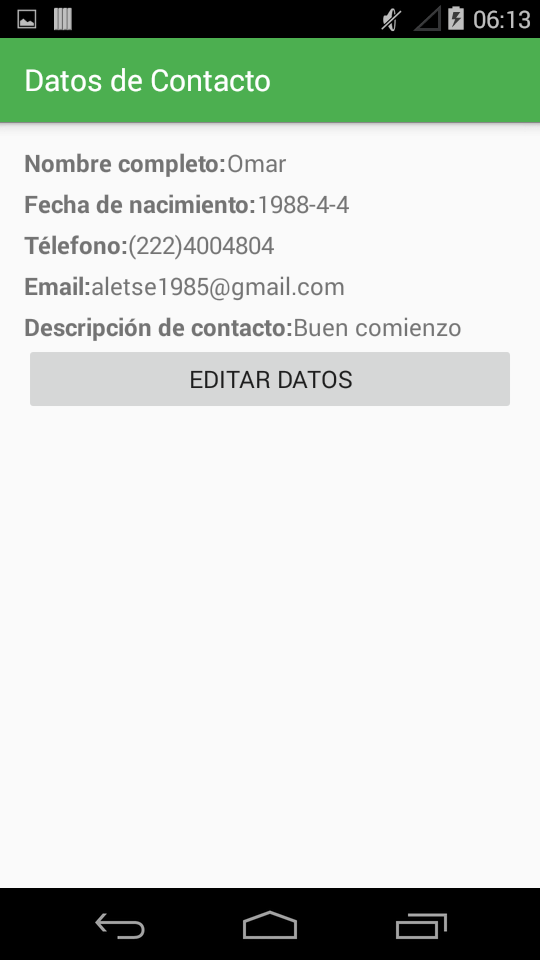 06:13
Datos de Contacto
Nombre completo:Omar
Fecha de nacimiento:1988-4-4
Télefono:(222)4004804
Email:aletse1985@gmail.com
Descripción de contacto:Buen comienzo
EDITAR DATOS